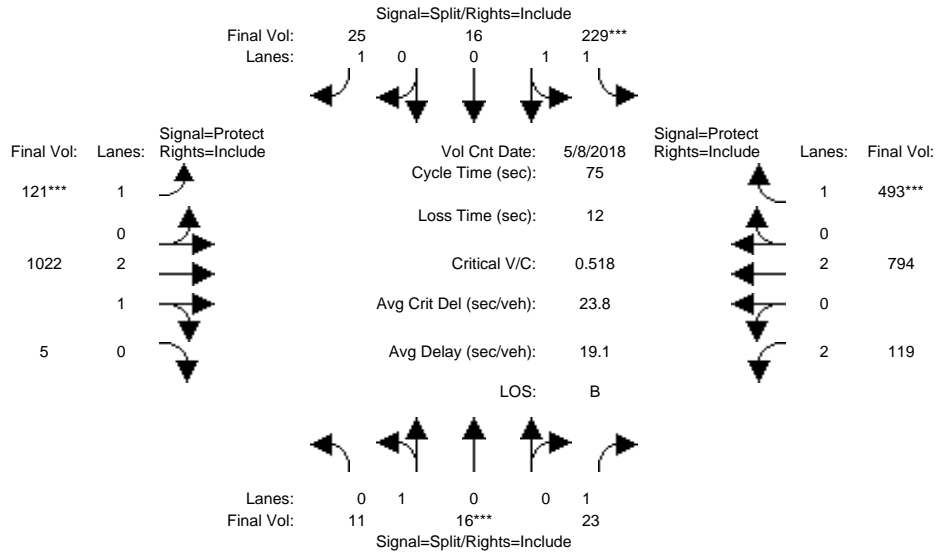 Signal=Split/Rights=Include
Final Vol: 25 16 229***
Lanes: 1 0 0 1 1
Signal=Protect Signal=Protect
Final Vol: Lanes: Rights=Include Vol Cnt Date: 5/8/2018 Rights=Include Lanes: Final Vol:
Cycle Time (sec): 75
121*** 1 1 493***
Loss Time (sec): 12
0 0
1022 2 Critical V/C: 0.518 2 794
1 Avg Crit Del (sec/veh): 23.8 0
5 0 Avg Delay (sec/veh): 19.1 2 119
LOS: B
Lanes: 0 1 0 0 1
Final Vol: 11 16*** 23
Signal=Split/Rights=Include